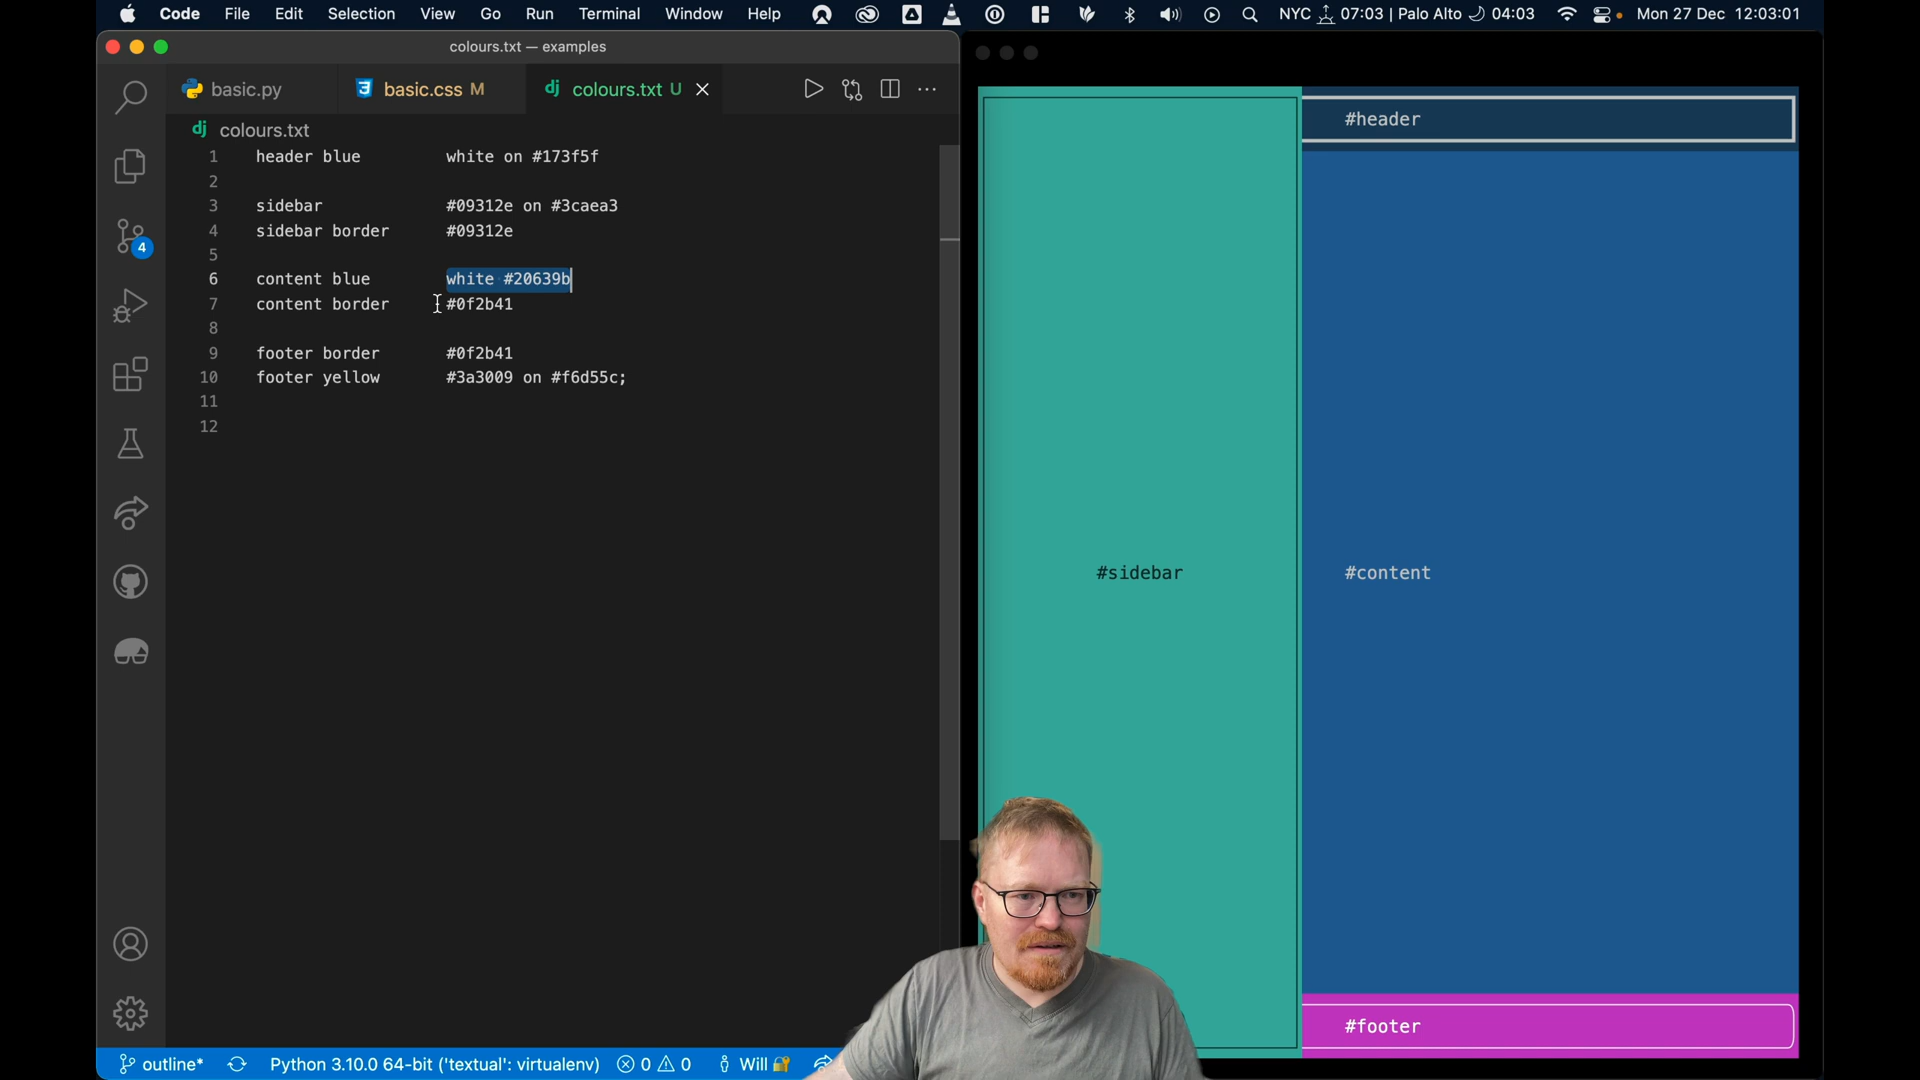 Code File Edit Selection View Go Run Terminal Window Help NYC 07:03 | Palo Alto 04:03 Mon 27 Dec 12:03:01
colours.txt — examples
basic.py basic.css M colours.txt U
colours.txt
1 header blue white on #173f5f
2
3 sidebar #09312e on #3caea3
4 sidebar border #09312e
5
6 content blue white #20639b
7 content border #0f2b41
8
9 footer border #0f2b41
10 footer yellow #3a3009 on #f6d55c;
11
12
4
#header
#sidebar
#content
#footer
outline* Python 3.10.0 64-bit ('textual': virtualenv) 0 0 Will